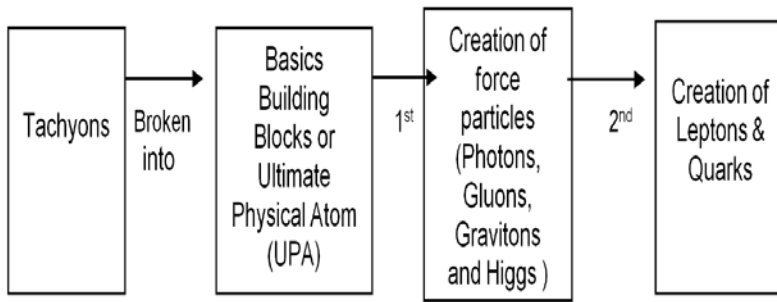 Tachyons
Broken
into
Basics
Building
Blocks or
Ultimate
Physical Atom
(UPA)
1st
Creation of
force
particles
(Photons,
Gluons,
Gravitons
and Higgs )
2nd
Creation of
Leptons &
Quarks